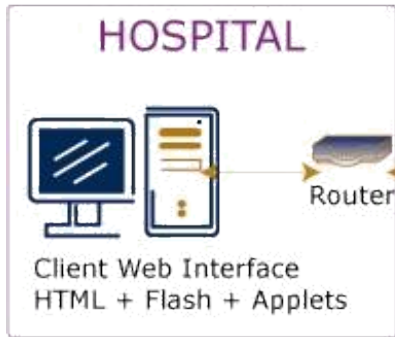 HOSPITAL
Router
Client Web Interface
HTML + Flash + Applets